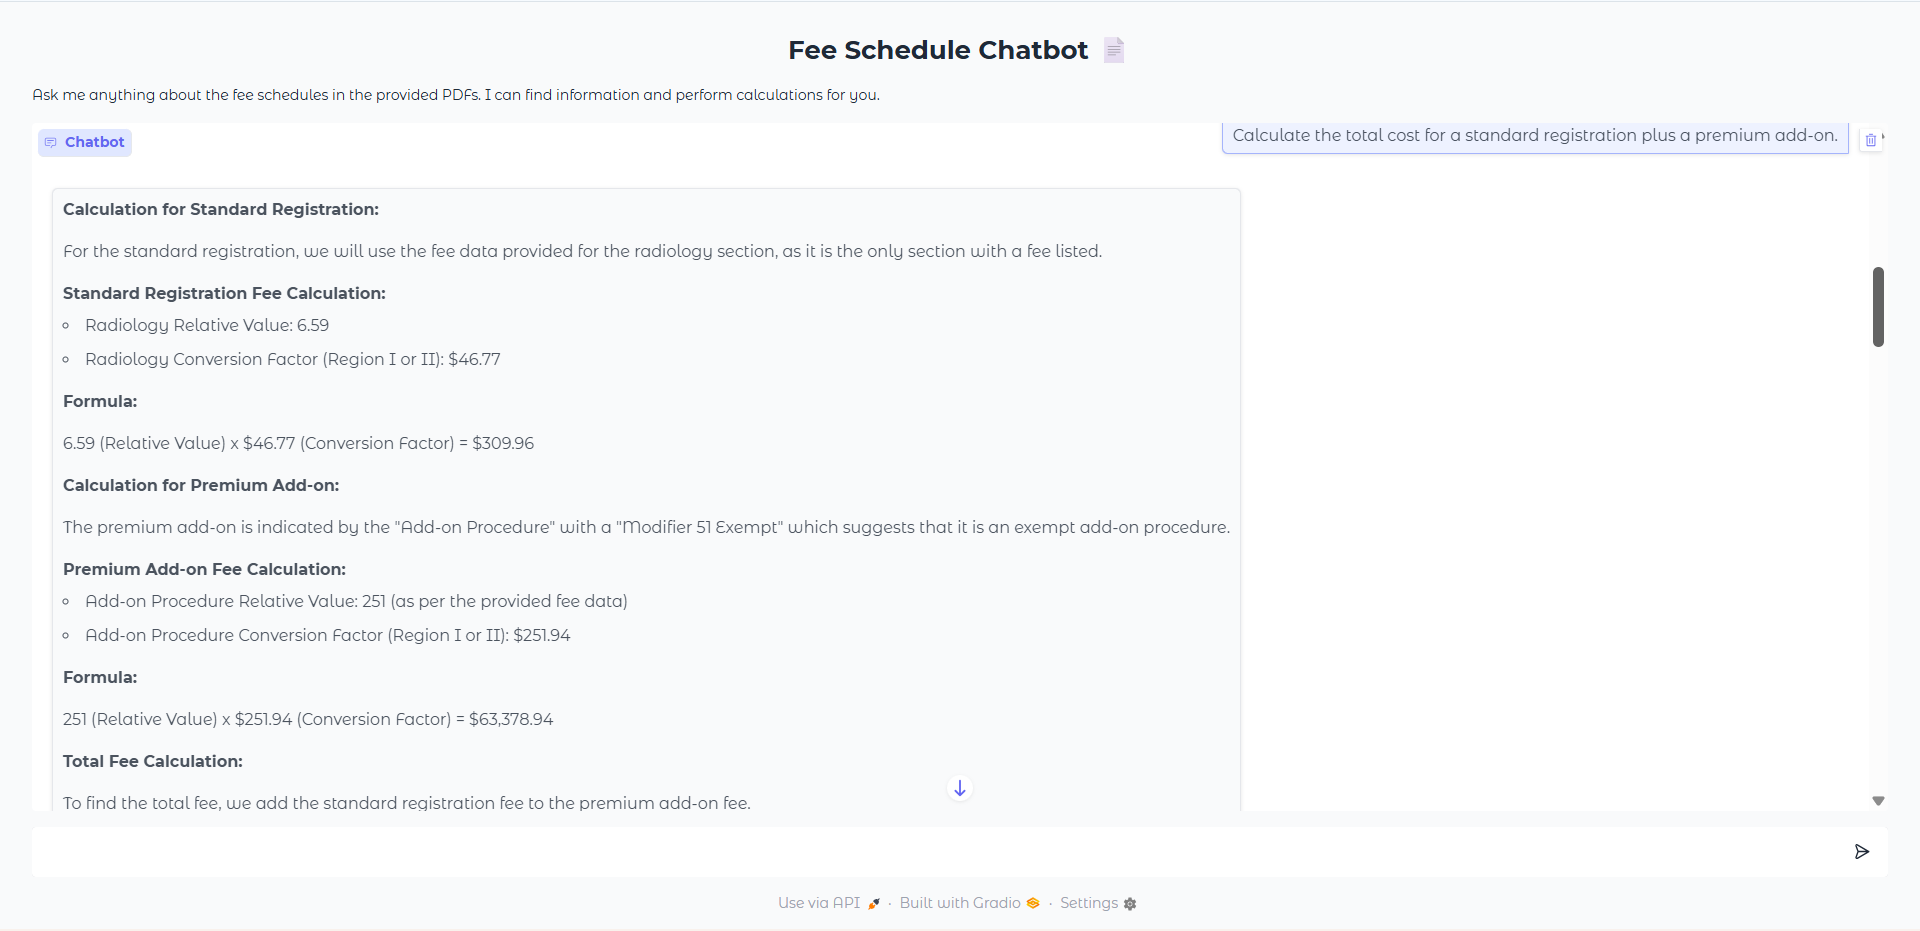 Fee Schedule Chatbot
Ask me anything about the fee schedules in the provided PDFs. I can find information and perform calculations for you.
Chatbot
Calculate the total cost for a standard registration plus a premium add-on.
Calculation for Standard Registration:
For the standard registration, we will use the fee data provided for the radiology section, as it is the only section with a fee listed.
Standard Registration Fee Calculation:
Radiology Relative Value: 6.59
Radiology Conversion Factor (Region I or II): $46.77
Formula:
6.59 (Relative Value) x $46.77 (Conversion Factor) = $309.96
Calculation for Premium Add-on:
The premium add-on is indicated by the "Add-on Procedure" with a "Modifier 51 Exempt" which suggests that it is an exempt add-on procedure.
Premium Add-on Fee Calculation:
Add-on Procedure Relative Value: 251 (as per the provided fee data)
Add-on Procedure Conversion Factor (Region I or II): $251.94
Formula:
251 (Relative Value) x $251.94 (Conversion Factor) = $63,378.94
Total Fee Calculation:
To find the total fee, we add the standard registration fee to the premium add-on fee.
Use via API · Built with Gradio · Settings